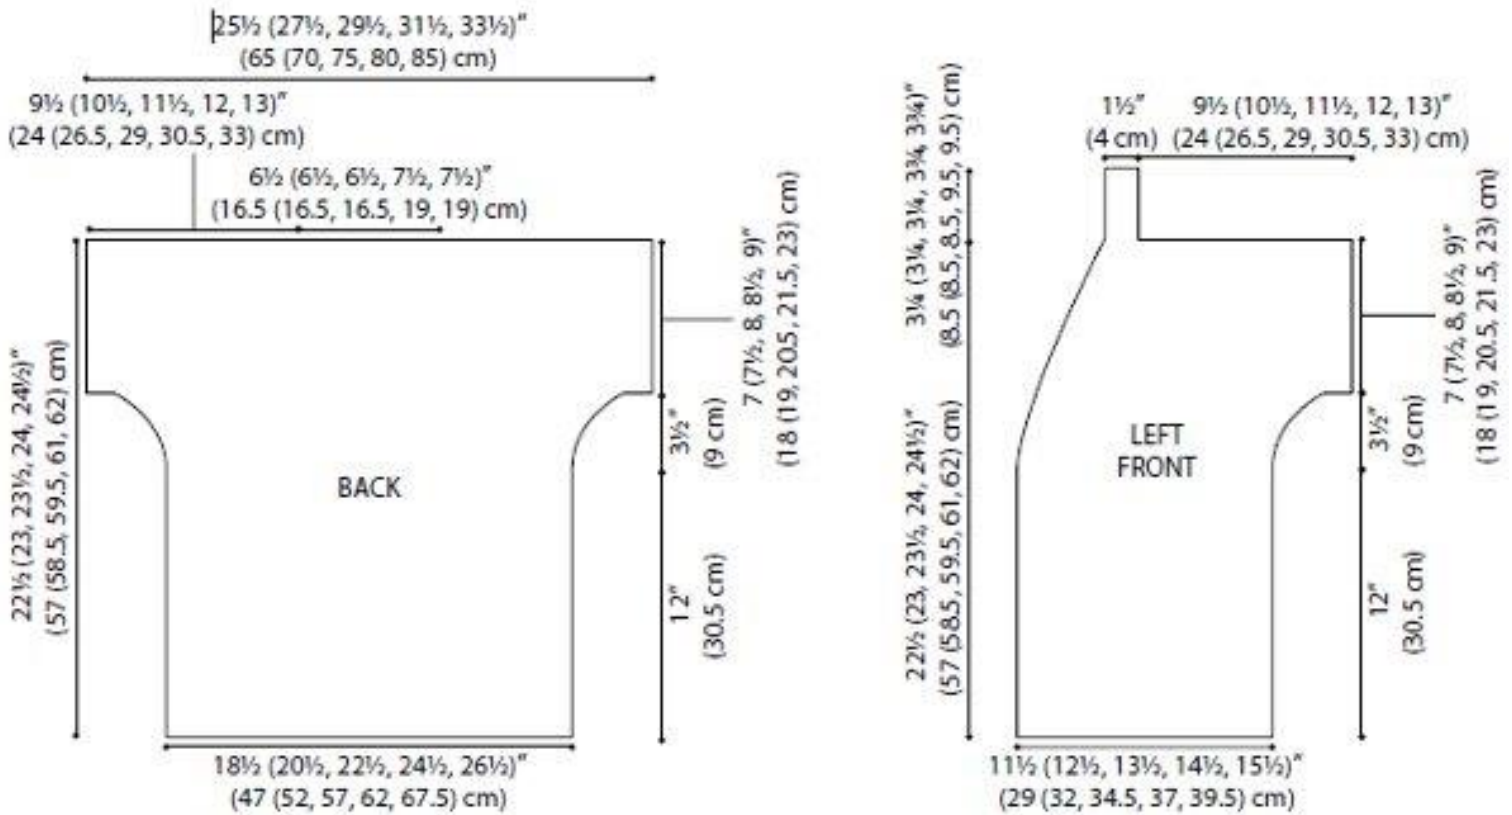 25½ (27½, 29½, 31½, 33½)"
(65 (70, 75, 80, 85) cm)
9½ (10½, 11½, 12, 13)"
(24 (26.5, 29, 30.5, 33) cm)
6½ (6½, 6½, 7½, 7½)"
(16.5 (16.5, 16.5, 19, 19) cm)
22½ (23, 23½, 24, 24½)"
(57 (58.5, 59.5, 61, 62) cm)
BACK
7 (7½, 8, 8½, 9)"
(18 (19, 20.5, 21.5, 23) cm)
3½"
(9 cm)
12"
(30.5 cm)
18½ (20½, 22½, 24½, 26½)"
(47 (52, 57, 62, 67.5) cm)
3¼ (3¼, 3¼, 3¾, 3¾)"
(8.5 (8.5, 8.5, 9.5, 9.5) cm)
1½"
(4 cm)
9½ (10½, 11½, 12, 13)"
(24 (26.5, 29, 30.5, 33) cm)
22½ (23, 23½, 24, 24½)"
(57 (58.5, 59.5, 61, 62) cm)
LEFT
FRONT
7 (7½, 8, 8½, 9)"
(18 (19, 20.5, 21.5, 23) cm)
3½"
(9 cm)
12"
(30.5 cm)
11½ (12½, 13½, 14½, 15½)"
(29 (32, 34.5, 37, 39.5) cm)